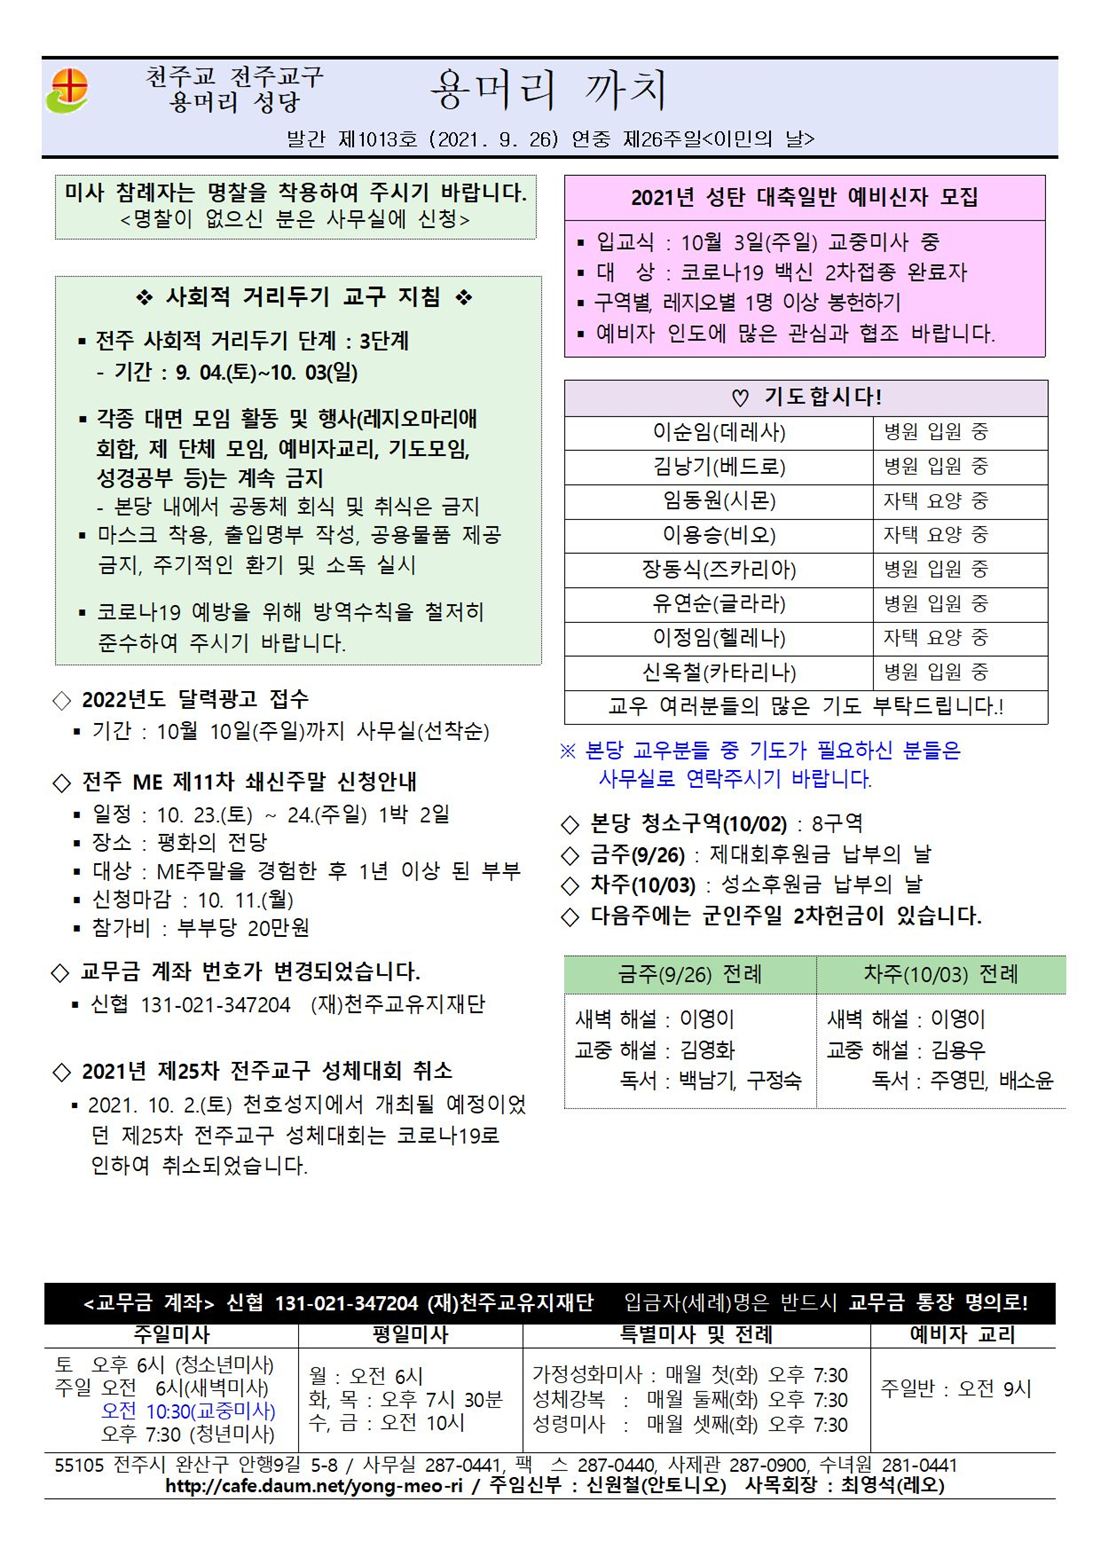 천주교 전주교구
용머리 성당
용머리 까치
발간 제1013호 (2021. 9. 26) 연중 제26주일<이민의 날>
미사 참례자는 명찰을 착용하여 주시기 바랍니다.
<명찰이 없으신 분은 사무실에 신청>
❖ 사회적 거리두기 교구 지침 ❖
▪ 전주 사회적 거리두기 단계 : 3단계
- 기간 : 9. 04.(토)~10. 03(일)
▪ 각종 대면 모임 활동 및 행사(레지오마리애
회합, 제 단체 모임, 예비자교리, 기도모임,
성경공부 등)는 계속 금지
- 본당 내에서 공동체 회식 및 취식은 금지
▪ 마스크 착용, 출입명부 작성, 공용물품 제공
금지, 주기적인 환기 및 소독 실시
▪ 코로나19 예방을 위해 방역수칙을 철저히
준수하여 주시기 바랍니다.
◇ 2022년도 달력광고 접수
▪ 기간 : 10월 10일(주일)까지 사무실(선착순)
◇ 전주 ME 제11차 쇄신주말 신청안내
▪ 일정 : 10. 23.(토) ~ 24.(주일) 1박 2일
▪ 장소 : 평화의 전당
▪ 대상 : ME주말을 경험한 후 1년 이상 된 부부
▪ 신청마감 : 10. 11.(월)
▪ 참가비 : 부부당 20만원
◇ 교무금 계좌 번호가 변경되었습니다.
▪ 신협 131-021-347204 (재)천주교유지재단
◇ 2021년 제25차 전주교구 성체대회 취소
▪ 2021. 10. 2.(토) 천호성지에서 개최될 예정이었
던 제25차 전주교구 성체대회는 코로나19로
인하여 취소되었습니다.
2021년 성탄 대축일반 예비신자 모집
▪ 입교식 : 10월 3일(주일) 교중미사 중
▪ 대 상 : 코로나19 백신 2차접종 완료자
▪ 구역별, 레지오별 1명 이상 봉헌하기
▪ 예비자 인도에 많은 관심과 협조 바랍니다.
♡ 기도합시다!
이순임(데레사) 병원 입원 중
김낭기(베드로) 병원 입원 중
임동원(시몬) 자택 요양 중
이용승(비오) 자택 요양 중
장동식(즈카리아) 병원 입원 중
유연순(글라라) 병원 입원 중
이정임(헬레나) 자택 요양 중
신옥철(카타리나) 병원 입원 중
교우 여러분들의 많은 기도 부탁드립니다.!
※ 본당 교우분들 중 기도가 필요하신 분들은
사무실로 연락주시기 바랍니다.
◇ 본당 청소구역(10/02) : 8구역
◇ 금주(9/26) : 제대회후원금 납부의 날
◇ 차주(10/03) : 성소후원금 납부의 날
◇ 다음주에는 군인주일 2차헌금이 있습니다.
금주(9/26) 전례 차주(10/03) 전례
새벽 해설 : 이영이 새벽 해설 : 이영이
교중 해설 : 김영화 교중 해설 : 김용우
독서 : 백남기, 구정숙 독서 : 주영민, 배소윤
<교무금 계좌> 신협 131-021-347204 (재)천주교유지재단 입금자(세례)명은 반드시 교무금 통장 명의로!
주일미사 평일미사 특별미사 및 전례 예비자 교리
토 오후 6시 (청소년미사)
주일 오전 6시(새벽미사)
오전 10:30(교중미사)
오후 7:30 (청년미사)
월 : 오전 6시
화, 목 : 오후 7시 30분
수, 금 : 오전 10시
가정성화미사 : 매월 첫(화) 오후 7:30
성체강복 : 매월 둘째(화) 오후 7:30
성령미사 : 매월 셋째(화) 오후 7:30
주일반 : 오전 9시
55105 전주시 완산구 안행9길 5-8 / 사무실 287-0441, 팩 스 287-0440, 사제관 287-0900, 수녀원 281-0441
http://cafe.daum.net/yong-meo-ri / 주임신부 : 신원철(안토니오) 사목회장 : 최영석(레오)